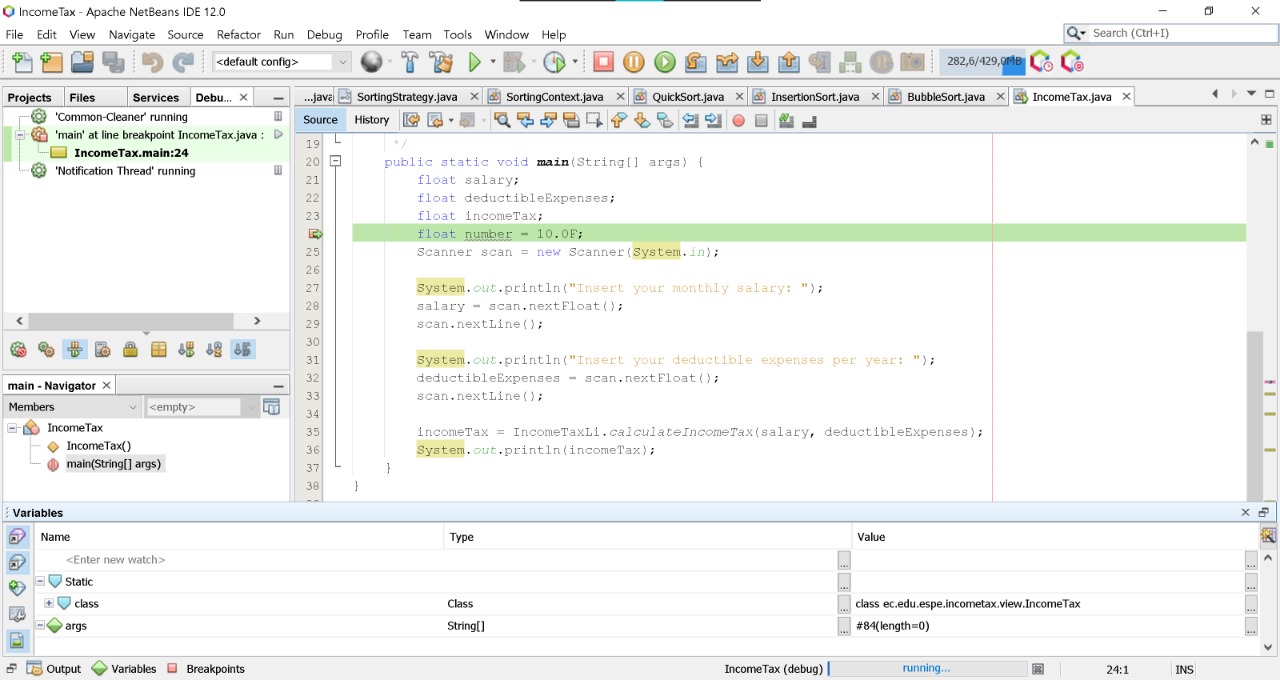 IncomeTax - Apache NetBeans IDE 12.0
File Edit View Navigate Source Refactor Run Debug Profile Team Tools Window Help
Search (Ctrl+I)
<default config>
282,6/429,0MB
Projects Files Services Debu...
...java SortingStrategy.java SortingContext.java QuickSort.java InsertionSort.java BubbleSort.java IncomeTax.java
Source History
'Common-Cleaner' running
'main' at line breakpoint IncomeTax.java :
IncomeTax.main:24
'Notification Thread' running
19 */
20 public static void main(String[] args) {
21 float salary;
22 float deductibleExpenses;
23 float incomeTax;
float number = 10.0F;
25 Scanner scan = new Scanner(System.in);
26
27 System.out.println("Insert your monthly salary: ");
28 salary = scan.nextFloat();
29 scan.nextLine();
30
31 System.out.println("Insert your deductible expenses per year: ");
32 deductibleExpenses = scan.nextFloat();
33 scan.nextLine();
34
35 incomeTax = IncomeTaxLi.calculateIncomeTax(salary, deductibleExpenses);
36 System.out.println(incomeTax);
37 }
38 }
main - Navigator
Members <empty>
IncomeTax
IncomeTax()
main(String[] args)
Variables
Name Type Value
<Enter new watch>
Static
class Class class ec.edu.espe.incometax.view.IncomeTax
args String[] #84(length=0)
Output Variables Breakpoints IncomeTax (debug) running... 24:1 INS